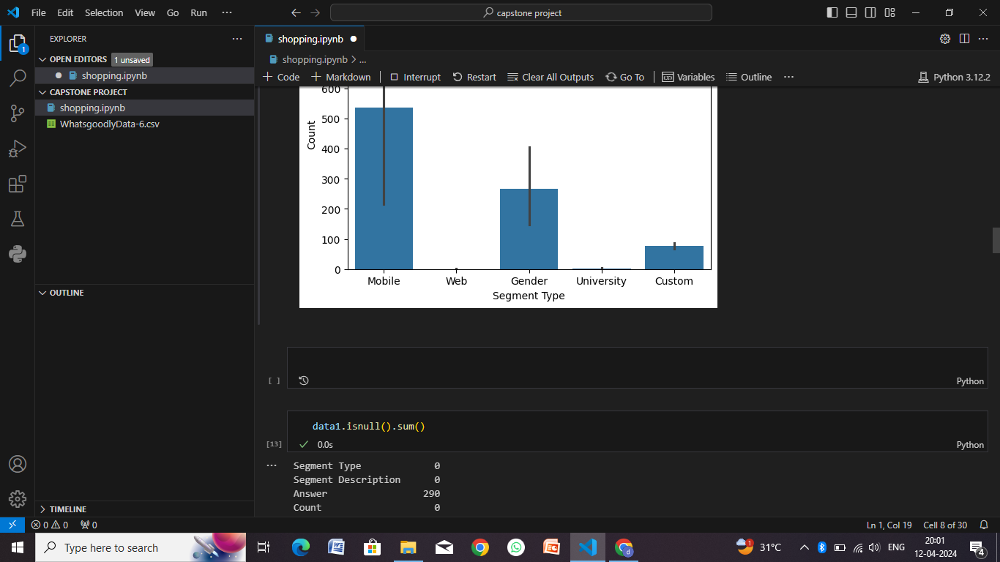 File Edit Selection View Go Run ···
capstone project
EXPLORER ···
OPEN EDITORS 1 unsaved
shopping.ipynb
CAPSTONE PROJECT
shopping.ipynb
WhatsgoodlyData-6.csv
OUTLINE
TIMELINE
1
shopping.ipynb
shopping.ipynb > ...
+ Code + Markdown Interrupt Restart Clear All Outputs Go To Variables Outline ··· Python 3.12.2
600
500
400
300
200
100
0
Count
Mobile Web Gender University Custom
Segment Type
[ ]
Python
data1.isnull().sum()
[13] 0.0s Python
··· Segment Type 0
Segment Description 0
Answer 290
Count 0
0 0 0 Ln 1, Col 19 Cell 8 of 30
Type here to search
1 31°C ENG 20:01
12-04-2024 4